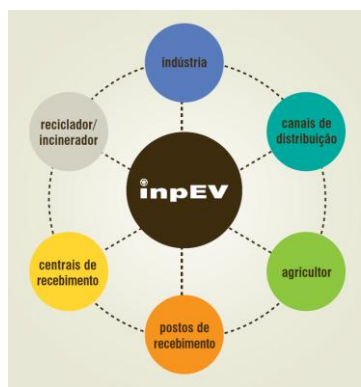 indústria
canais de
distribuição
agricultor
postos de
recebimento
centrais de
recebimento
reciclador/
incinerador
inpEV